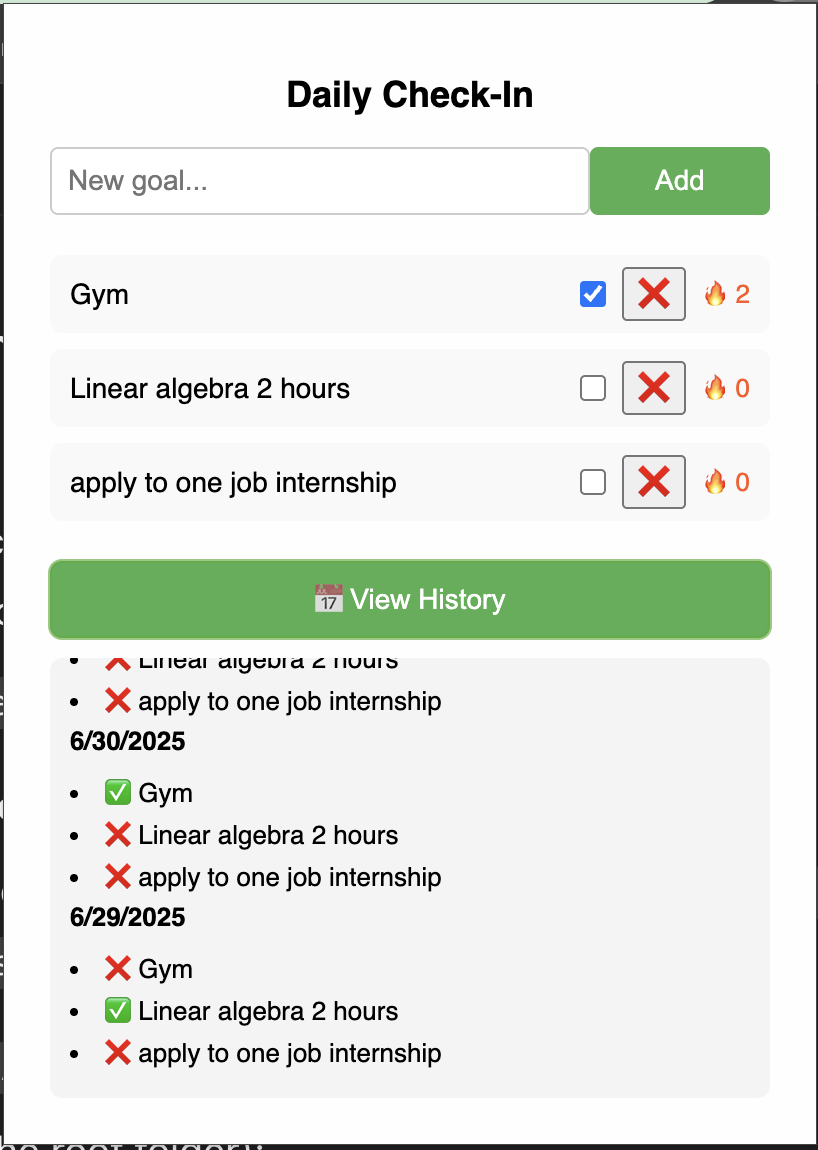 Daily Check-In
New goal...
Add
Gym
2
Linear algebra 2 hours
0
apply to one job internship
0
17 View History
Linear algebra 2 hours
apply to one job internship
6/30/2025
Gym
Linear algebra 2 hours
apply to one job internship
6/29/2025
Gym
Linear algebra 2 hours
apply to one job internship